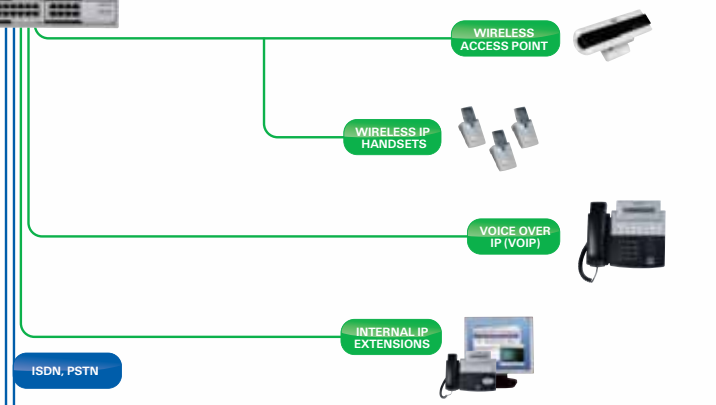 WIRELESS
ACCESS POINT
WIRELESS IP
HANDSETS
VOICE OVER
IP (VOIP)
INTERNAL IP
EXTENSIONS
ISDN, PSTN